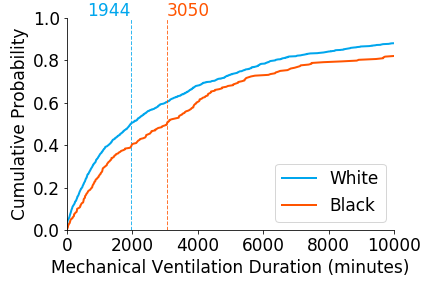 1944 3050
1.0
0.8
0.6
0.4
0.2
0.0
Cumulative Probability
White
Black
0 2000 4000 6000 8000 10000
Mechanical Ventilation Duration (minutes)